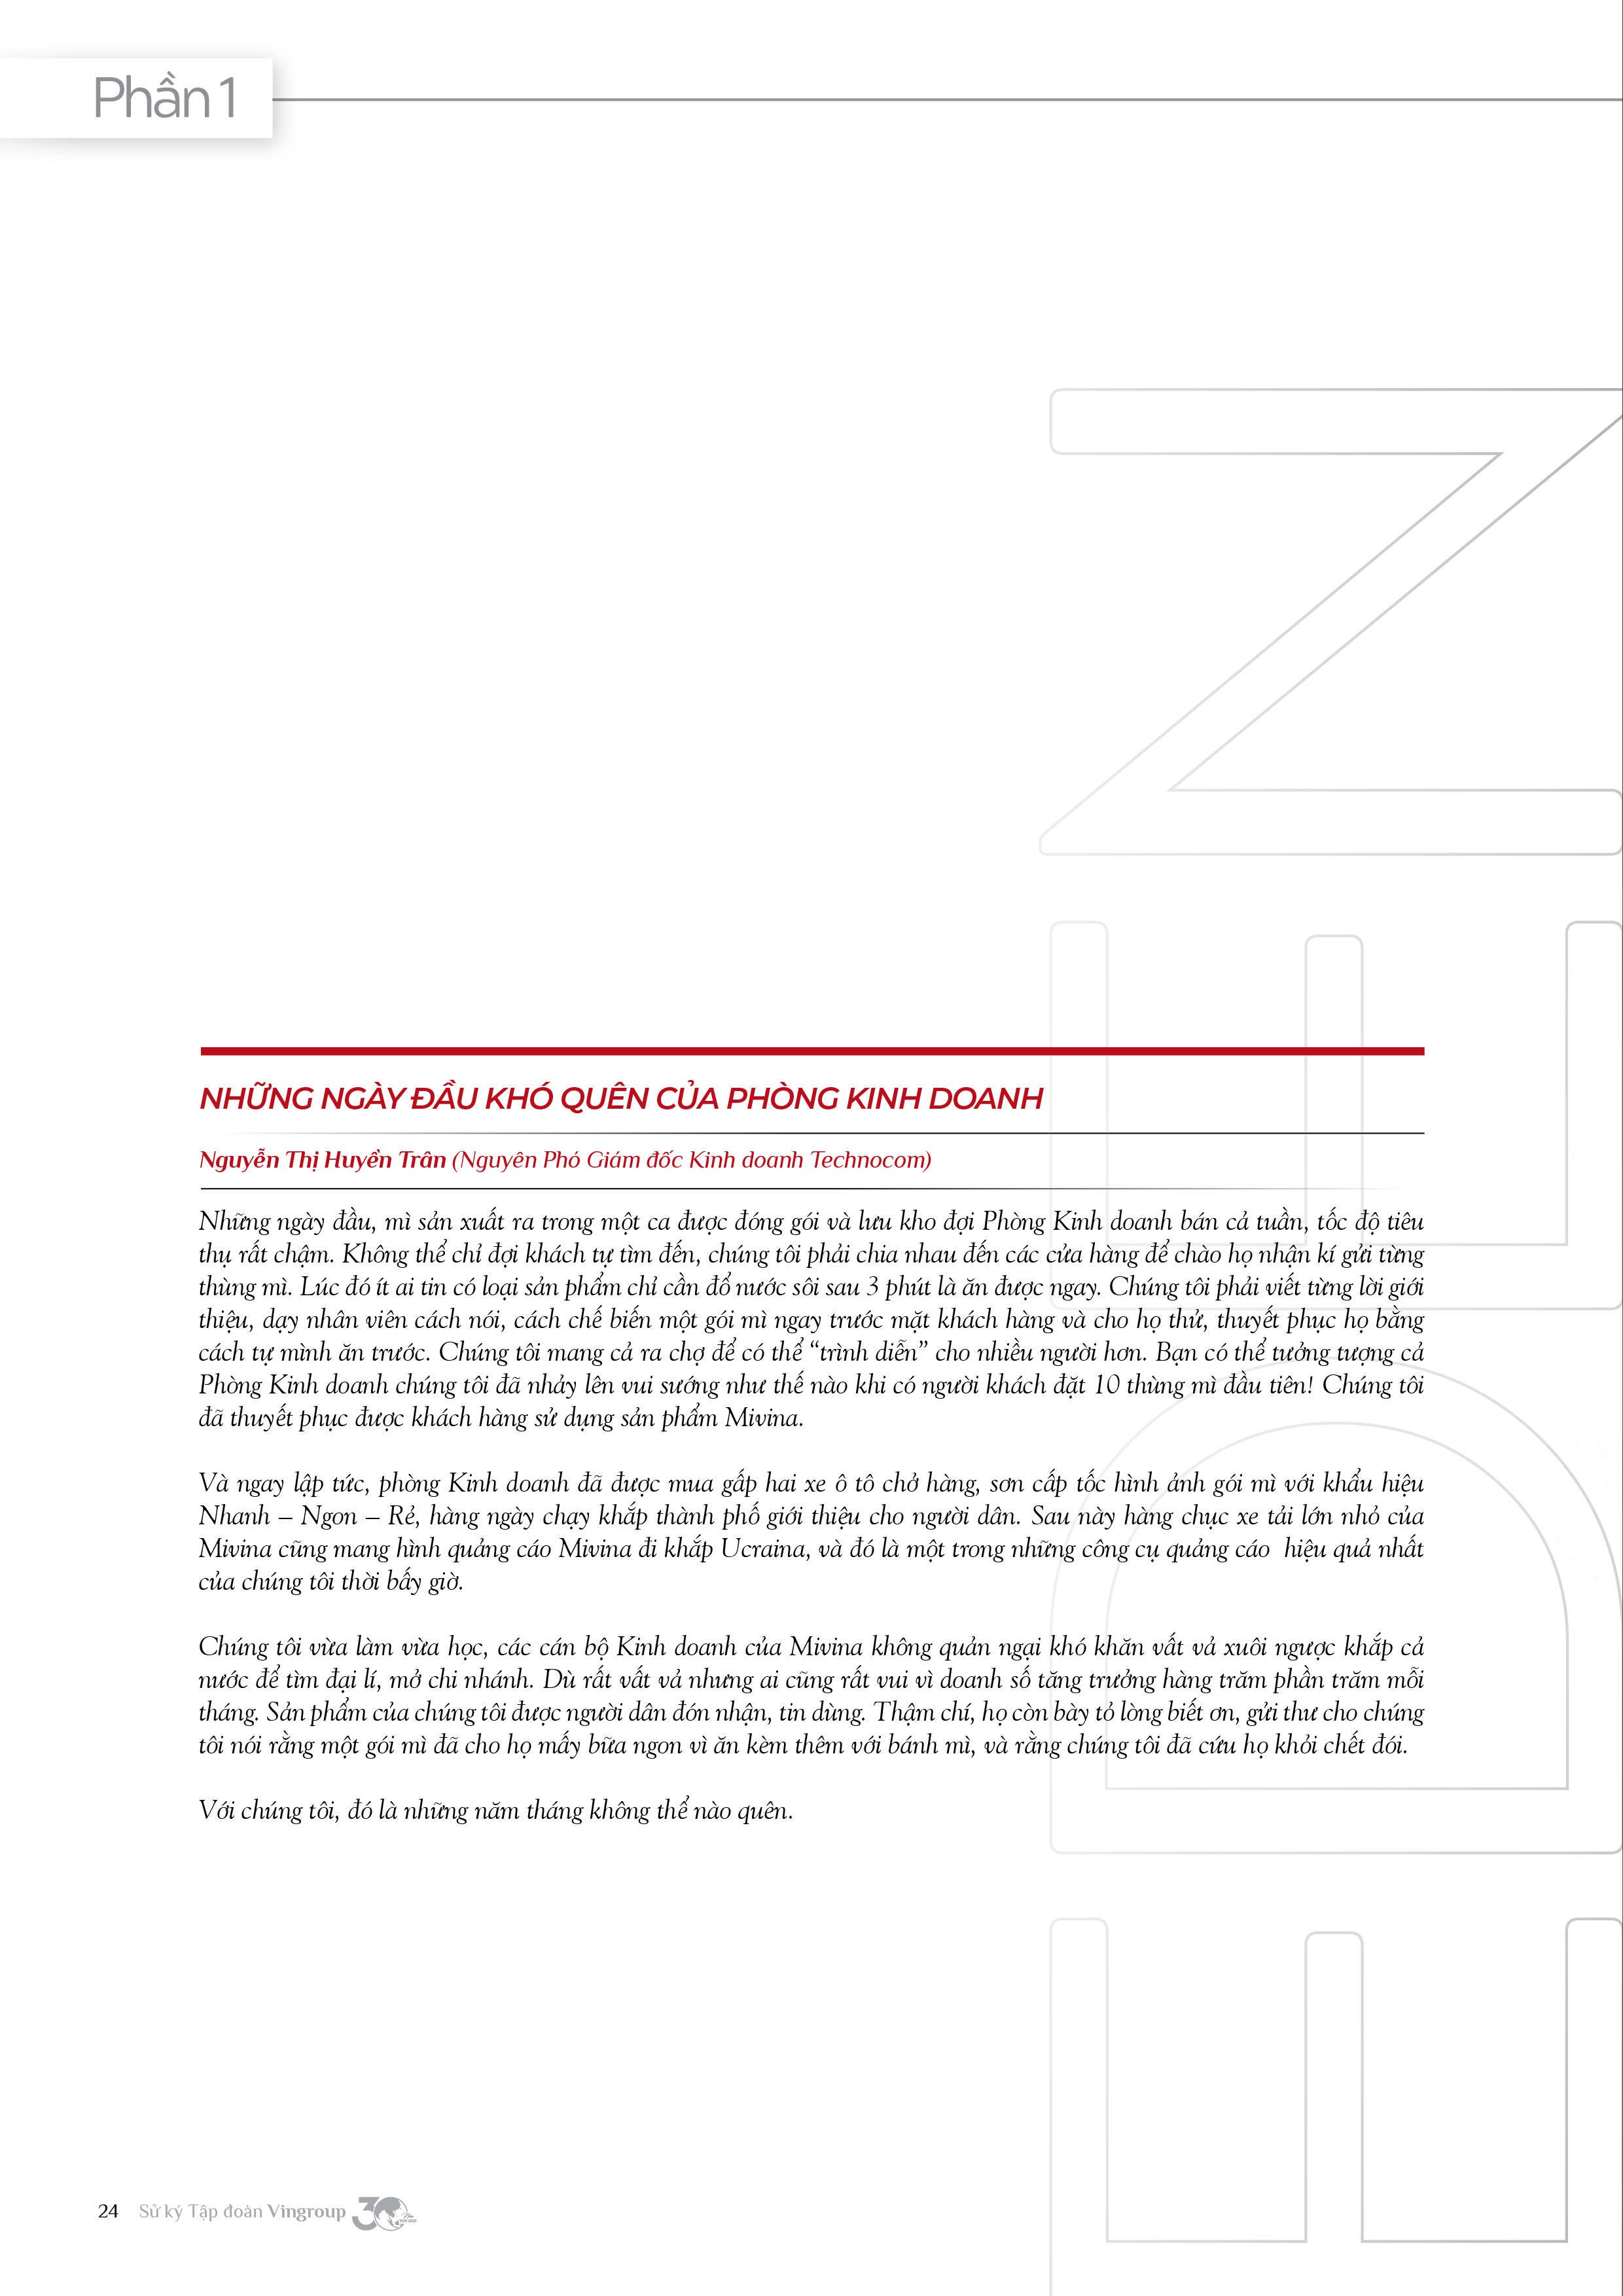 Phần 1
NHỮNG NGÀY ĐẦU KHÓ QUÊN CỦA PHÒNG KINH DOANH
Nguyễn Thị Huyền Trân (Nguyên Phó Giám đốc Kinh doanh Technocom)
Những ngày đầu, mì sản xuất ra trong một ca được đóng gói và lưu kho đợi Phòng Kinh doanh bán cả tuần, tốc độ tiêu
thụ rất chậm. Không thể chỉ đợi khách tự tìm đến, chúng tôi phải chia nhau đến các cửa hàng để chào họ nhận kí gửi từng
thùng mì. Lúc đó ít ai tin có loại sản phẩm chỉ cần đổ nước sôi sau 3 phút là ăn được ngay. Chúng tôi phải viết từng lời giới
thiệu, dạy nhân viên cách nói, cách chế biến một gói mì ngay trước mặt khách hàng và cho họ thử, thuyết phục họ bằng
cách tự mình ăn trước. Chúng tôi mang cả ra chợ để có thể “trình diễn” cho nhiều người hơn. Bạn có thể tưởng tượng cả
Phòng Kinh doanh chúng tôi đã nhảy lên vui sướng như thế nào khi có người khách đặt 10 thùng mì đầu tiên! Chúng tôi
đã thuyết phục được khách hàng sử dụng sản phẩm Mivina.
Và ngay lập tức, phòng Kinh doanh đã được mua gấp hai xe ô tô chở hàng, sơn cấp tốc hình ảnh gói mì với khẩu hiệu
Nhanh – Ngon – Rẻ, hàng ngày chạy khắp thành phố giới thiệu cho người dân. Sau này hàng chục xe tải lớn nhỏ của
Mivina cũng mang hình quảng cáo Mivina đi khắp Ucraina, và đó là một trong những công cụ quảng cáo hiệu quả nhất
của chúng tôi thời bấy giờ.
Chúng tôi vừa làm vừa học, các cán bộ Kinh doanh của Mivina không quản ngại khó khăn vất vả xuôi ngược khắp cả
nước để tìm đại lí, mở chi nhánh. Dù rất vất vả nhưng ai cũng rất vui vì doanh số tăng trưởng hàng trăm phần trăm mỗi
tháng. Sản phẩm của chúng tôi được người dân đón nhận, tin dùng. Thậm chí, họ còn bày tỏ lòng biết ơn, gửi thư cho chúng
tôi nói rằng một gói mì đã cho họ mấy bữa ngon vì ăn kèm thêm với bánh mì, và rằng chúng tôi đã cứu họ khỏi chết đói.
Với chúng tôi, đó là những năm tháng không thể nào quên.
24 Sử ký Tập đoàn Vingroup 30